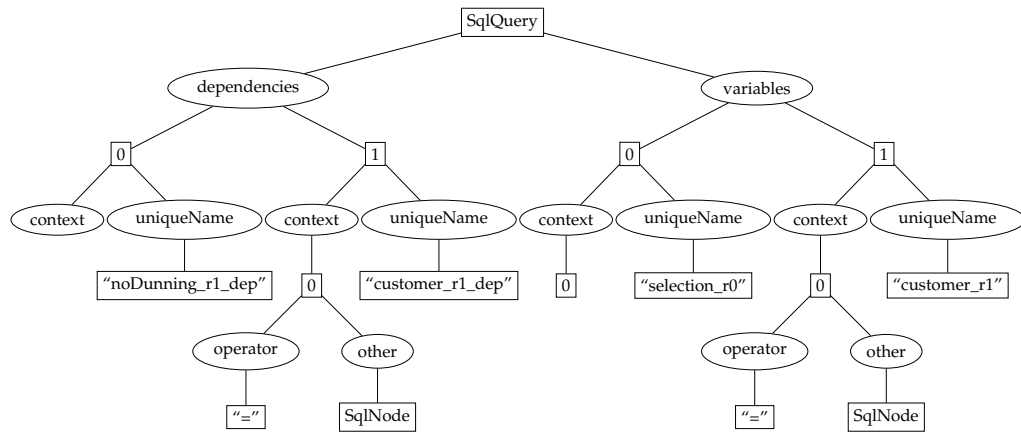 SqlQuery
dependencies variables
0 1 0 1
context uniqueName context uniqueName context uniqueName context uniqueName
“noDunning_r1_dep” 0 “customer_r1_dep” 0 “selection_r0” 0 “customer_r1”
operator other operator other
“=” SqlNode “=” SqlNode